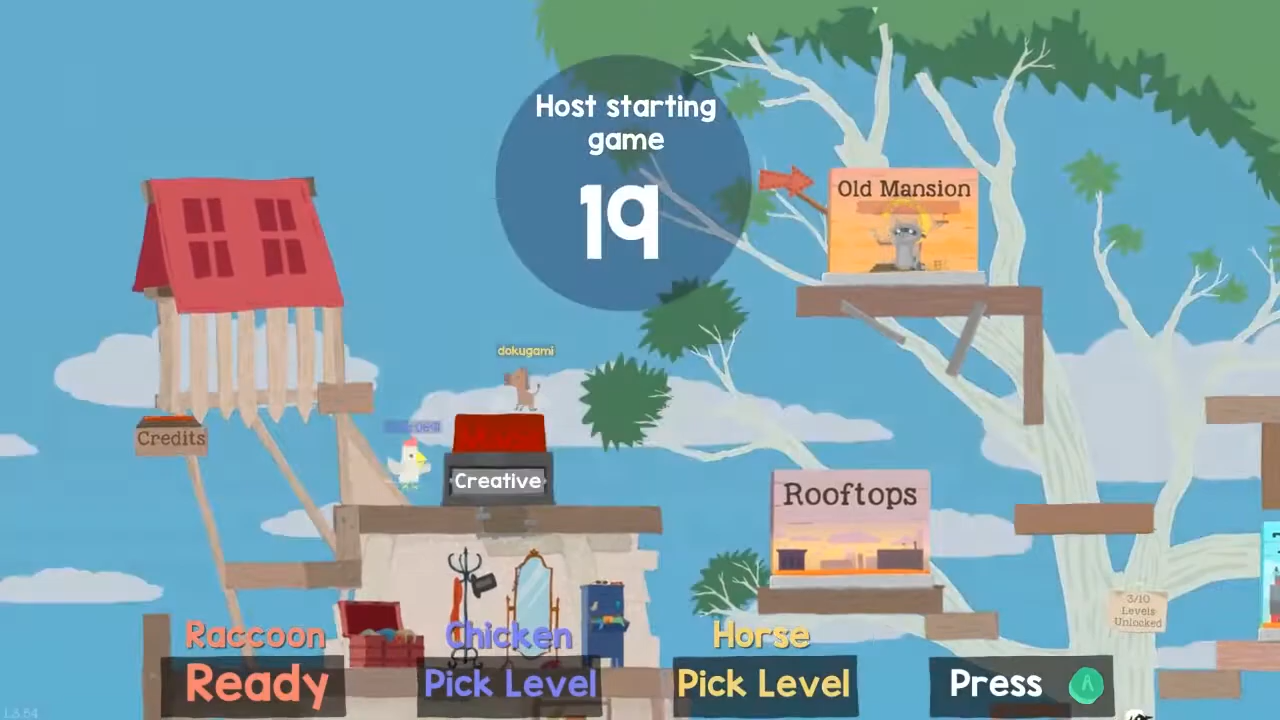 Host starting
game
19
Old Mansion
dokugami
Credits
Creative
Rooftops
3/10
Levels
Unlocked
Raccoon
Chicken
Horse
Ready
Pick Level
Pick Level
Press A